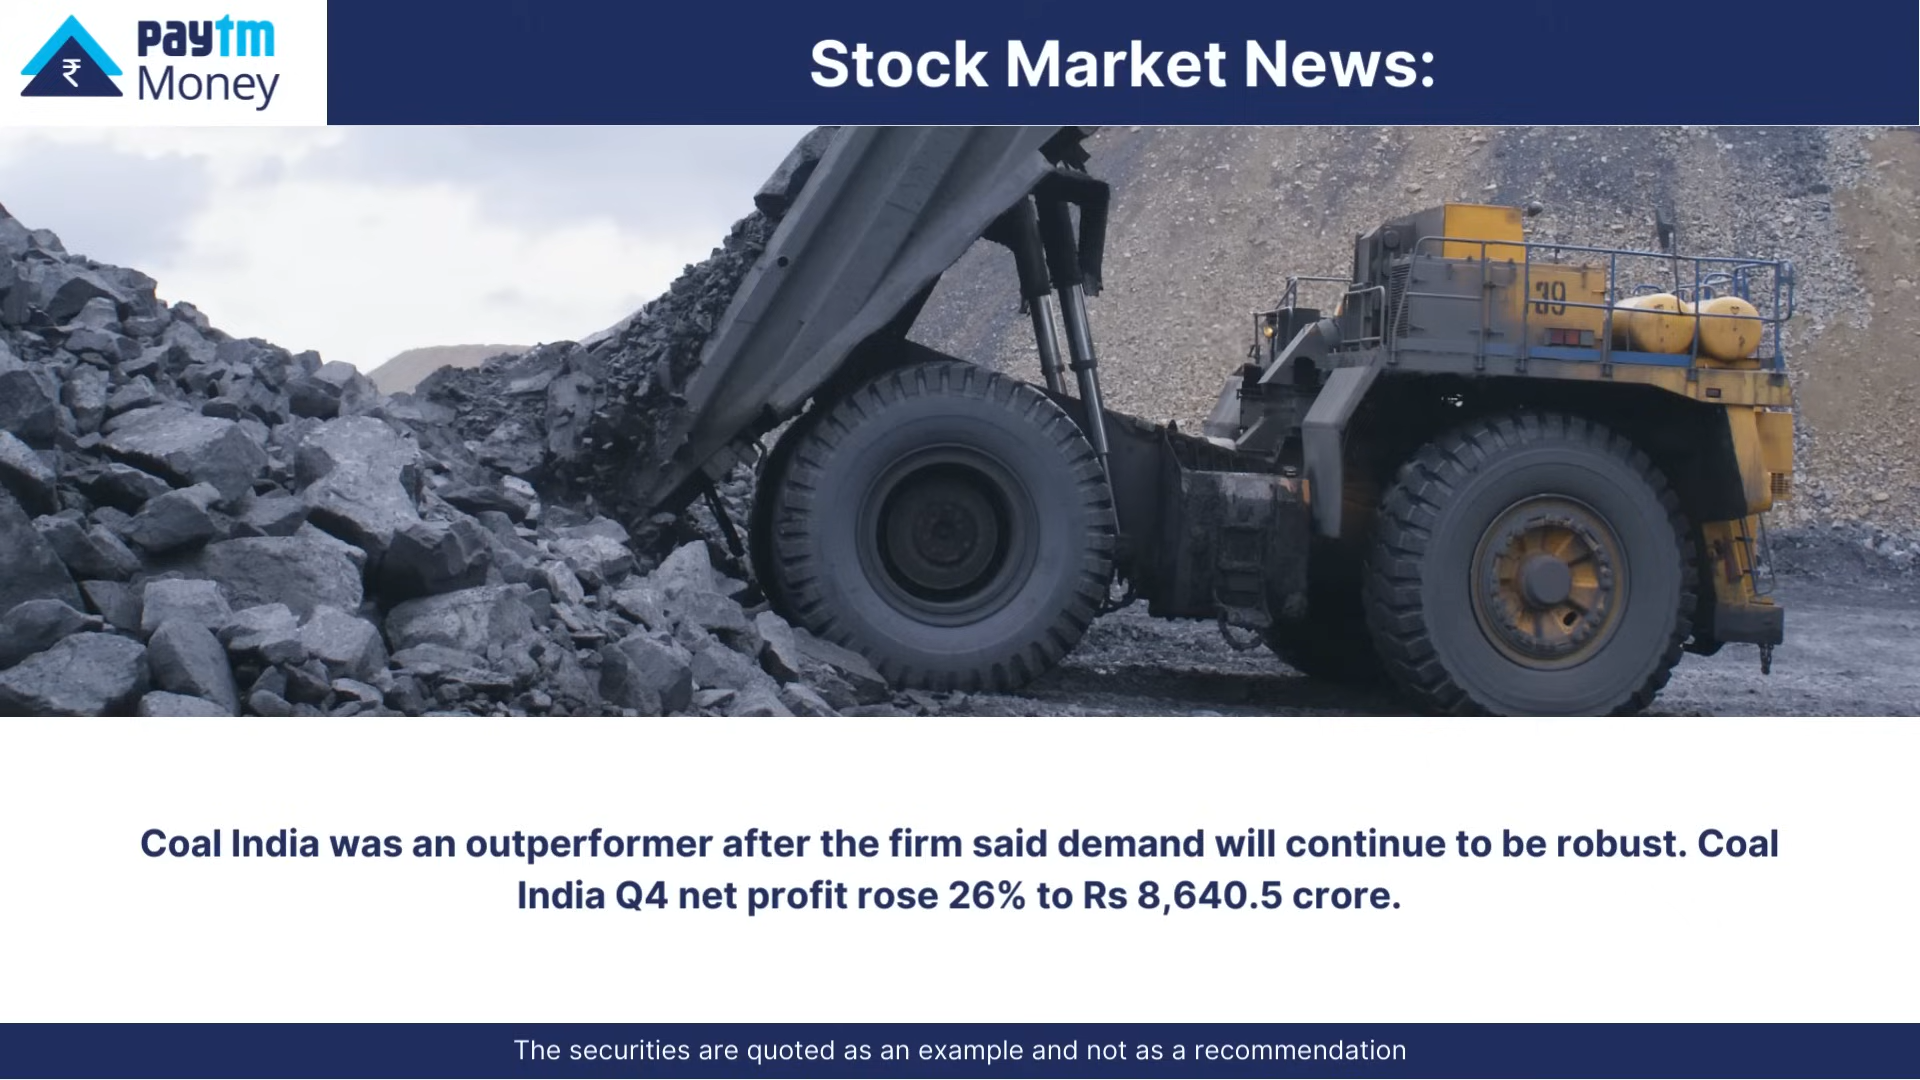 paytm
Money
₹
Stock Market News:
39
Coal India was an outperformer after the firm said demand will continue to be robust. Coal
India Q4 net profit rose 26% to Rs 8,640.5 crore.
The securities are quoted as an example and not as a recommendation